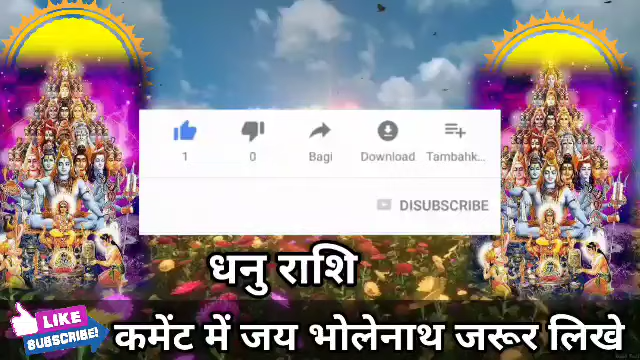 1 0 Bagi Download Tambahk...
DISUBSCRIBE
धनु राशि
LIKE
SUBSCRIBE!
कमेंट में जय भोलेनाथ जरूर लिखे